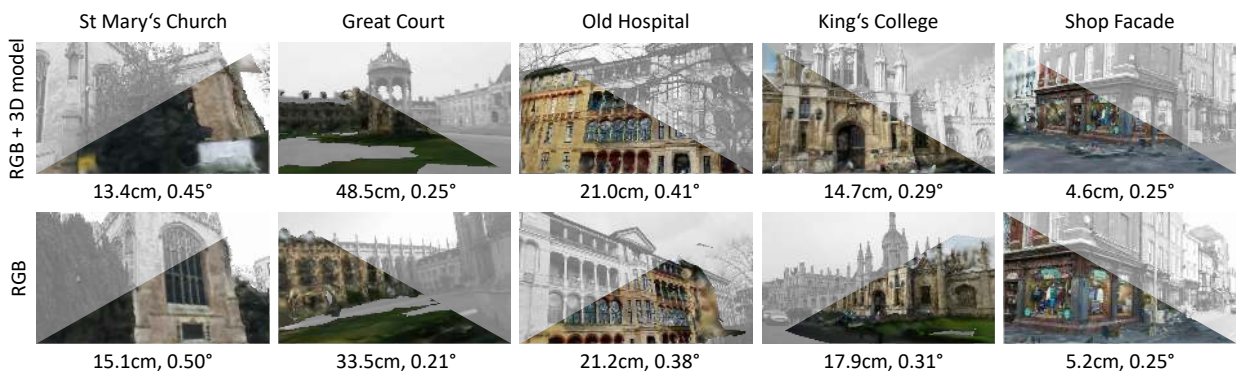 St Mary‘s Church Great Court Old Hospital King‘s College Shop Facade
RGB + 3D model
13.4cm, 0.45° 48.5cm, 0.25° 21.0cm, 0.41° 14.7cm, 0.29° 4.6cm, 0.25°
RGB
15.1cm, 0.50° 33.5cm, 0.21° 21.2cm, 0.38° 17.9cm, 0.31° 5.2cm, 0.25°